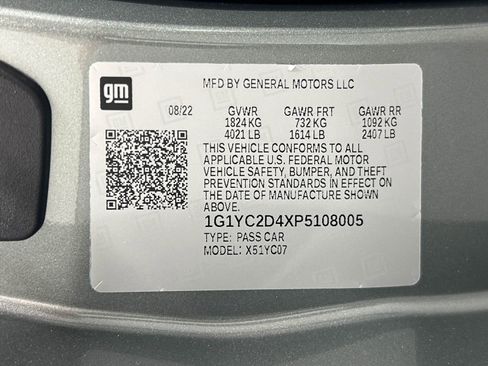 gm
MFD BY GENERAL MOTORS LLC
08/22 GVWR GAWR FRT GAWR RR
1824 KG 732 KG 1092 KG
4021 LB 1614 LB 2407 LB
THIS VEHICLE CONFORMS TO ALL
APPLICABLE U.S. FEDERAL MOTOR
VEHICLE SAFETY, BUMPER, AND THEFT
PREVENTION STANDARDS IN EFFECT ON
THE DATE OF MANUFACTURE SHOWN
ABOVE.
1G1YC2D4XP5108005
TYPE: PASS CAR
MODEL: X51YC07